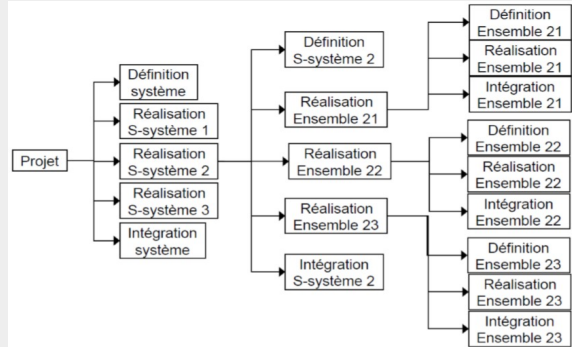 Projet
Définition
système
Réalisation
S-système 1
Réalisation
S-système 2
Réalisation
S-système 3
Intégration
système
Définition
S-système 2
Réalisation
Ensemble 21
Réalisation
Ensemble 22
Réalisation
Ensemble 23
Intégration
S-système 2
Définition
Ensemble 21
Réalisation
Ensemble 21
Intégration
Ensemble 21
Définition
Ensemble 22
Réalisation
Ensemble 22
Intégration
Ensemble 22
Définition
Ensemble 23
Réalisation
Ensemble 23
Intégration
Ensemble 23